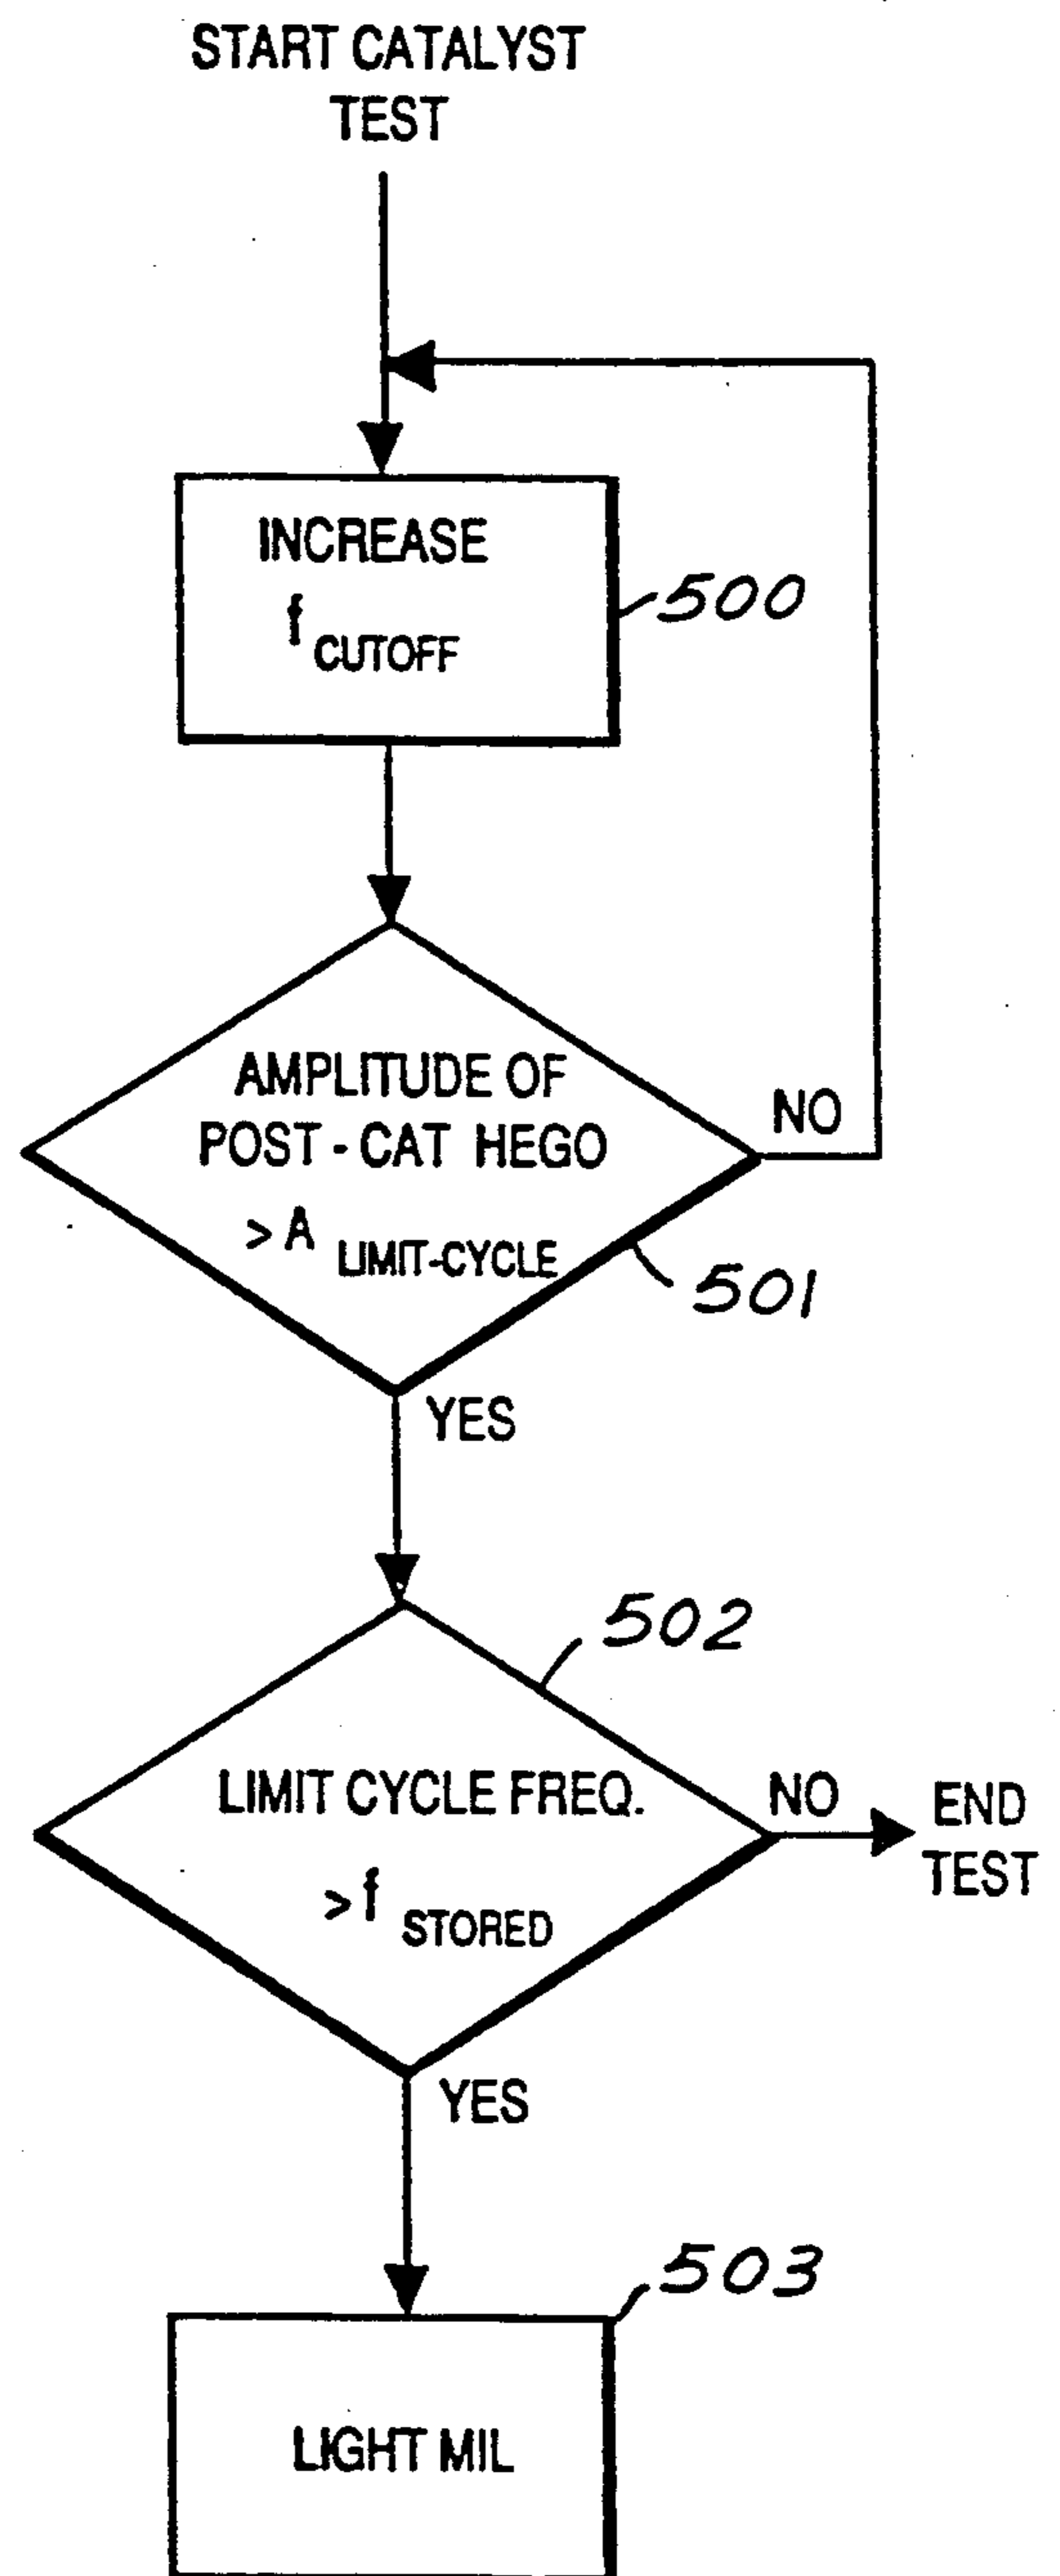 START CATALYST
TEST
INCREASE
f CUTOFF
500
AMPLITUDE OF
POST - CAT HEGO
> A LIMIT-CYCLE
NO
501
YES
502
LIMIT CYCLE FREQ.
> f STORED
NO
END
TEST
YES
503
LIGHT MIL